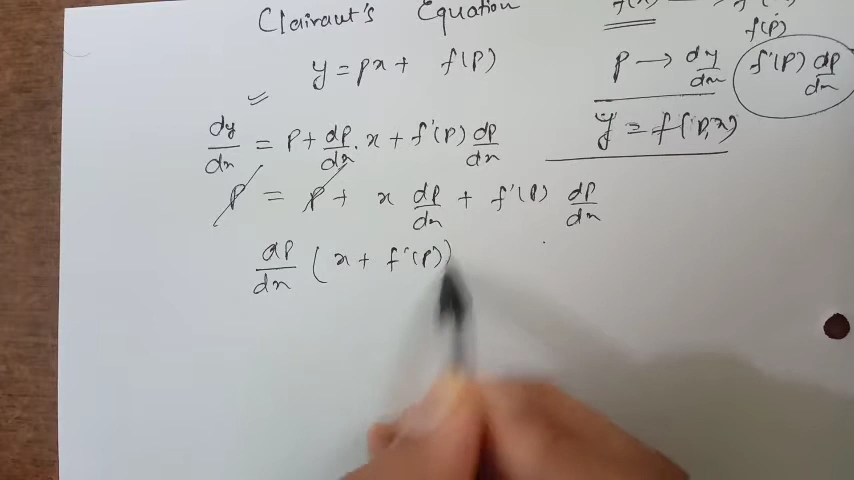 Clairaut's Equation
y = px + f(P)
f(P)
P → dy/dx
f'(P) dP/dx
y = f(P,x)
dy/dx = P + dP/dx . x + f'(P) dP/dx
P = P + x dP/dx + f'(P) dP/dx
dP/dx (x + f'(P))